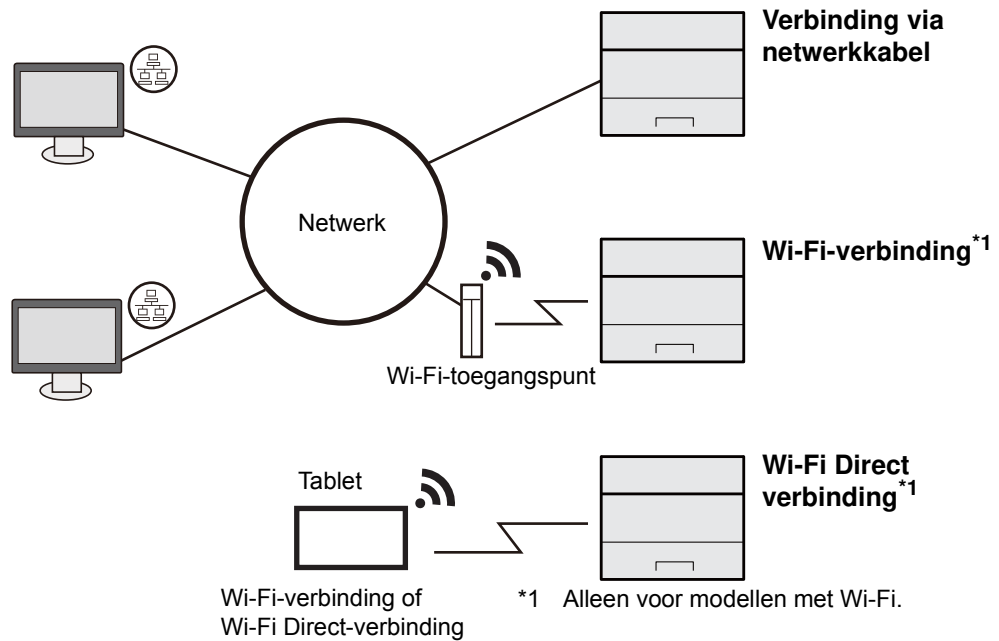 Verbinding via
netwerkkabel
Netwerk
Wi-Fi-verbinding*1
Wi-Fi-toegangspunt
Tablet
Wi-Fi Direct
verbinding*1
Wi-Fi-verbinding of
Wi-Fi Direct-verbinding
*1 Alleen voor modellen met Wi-Fi.